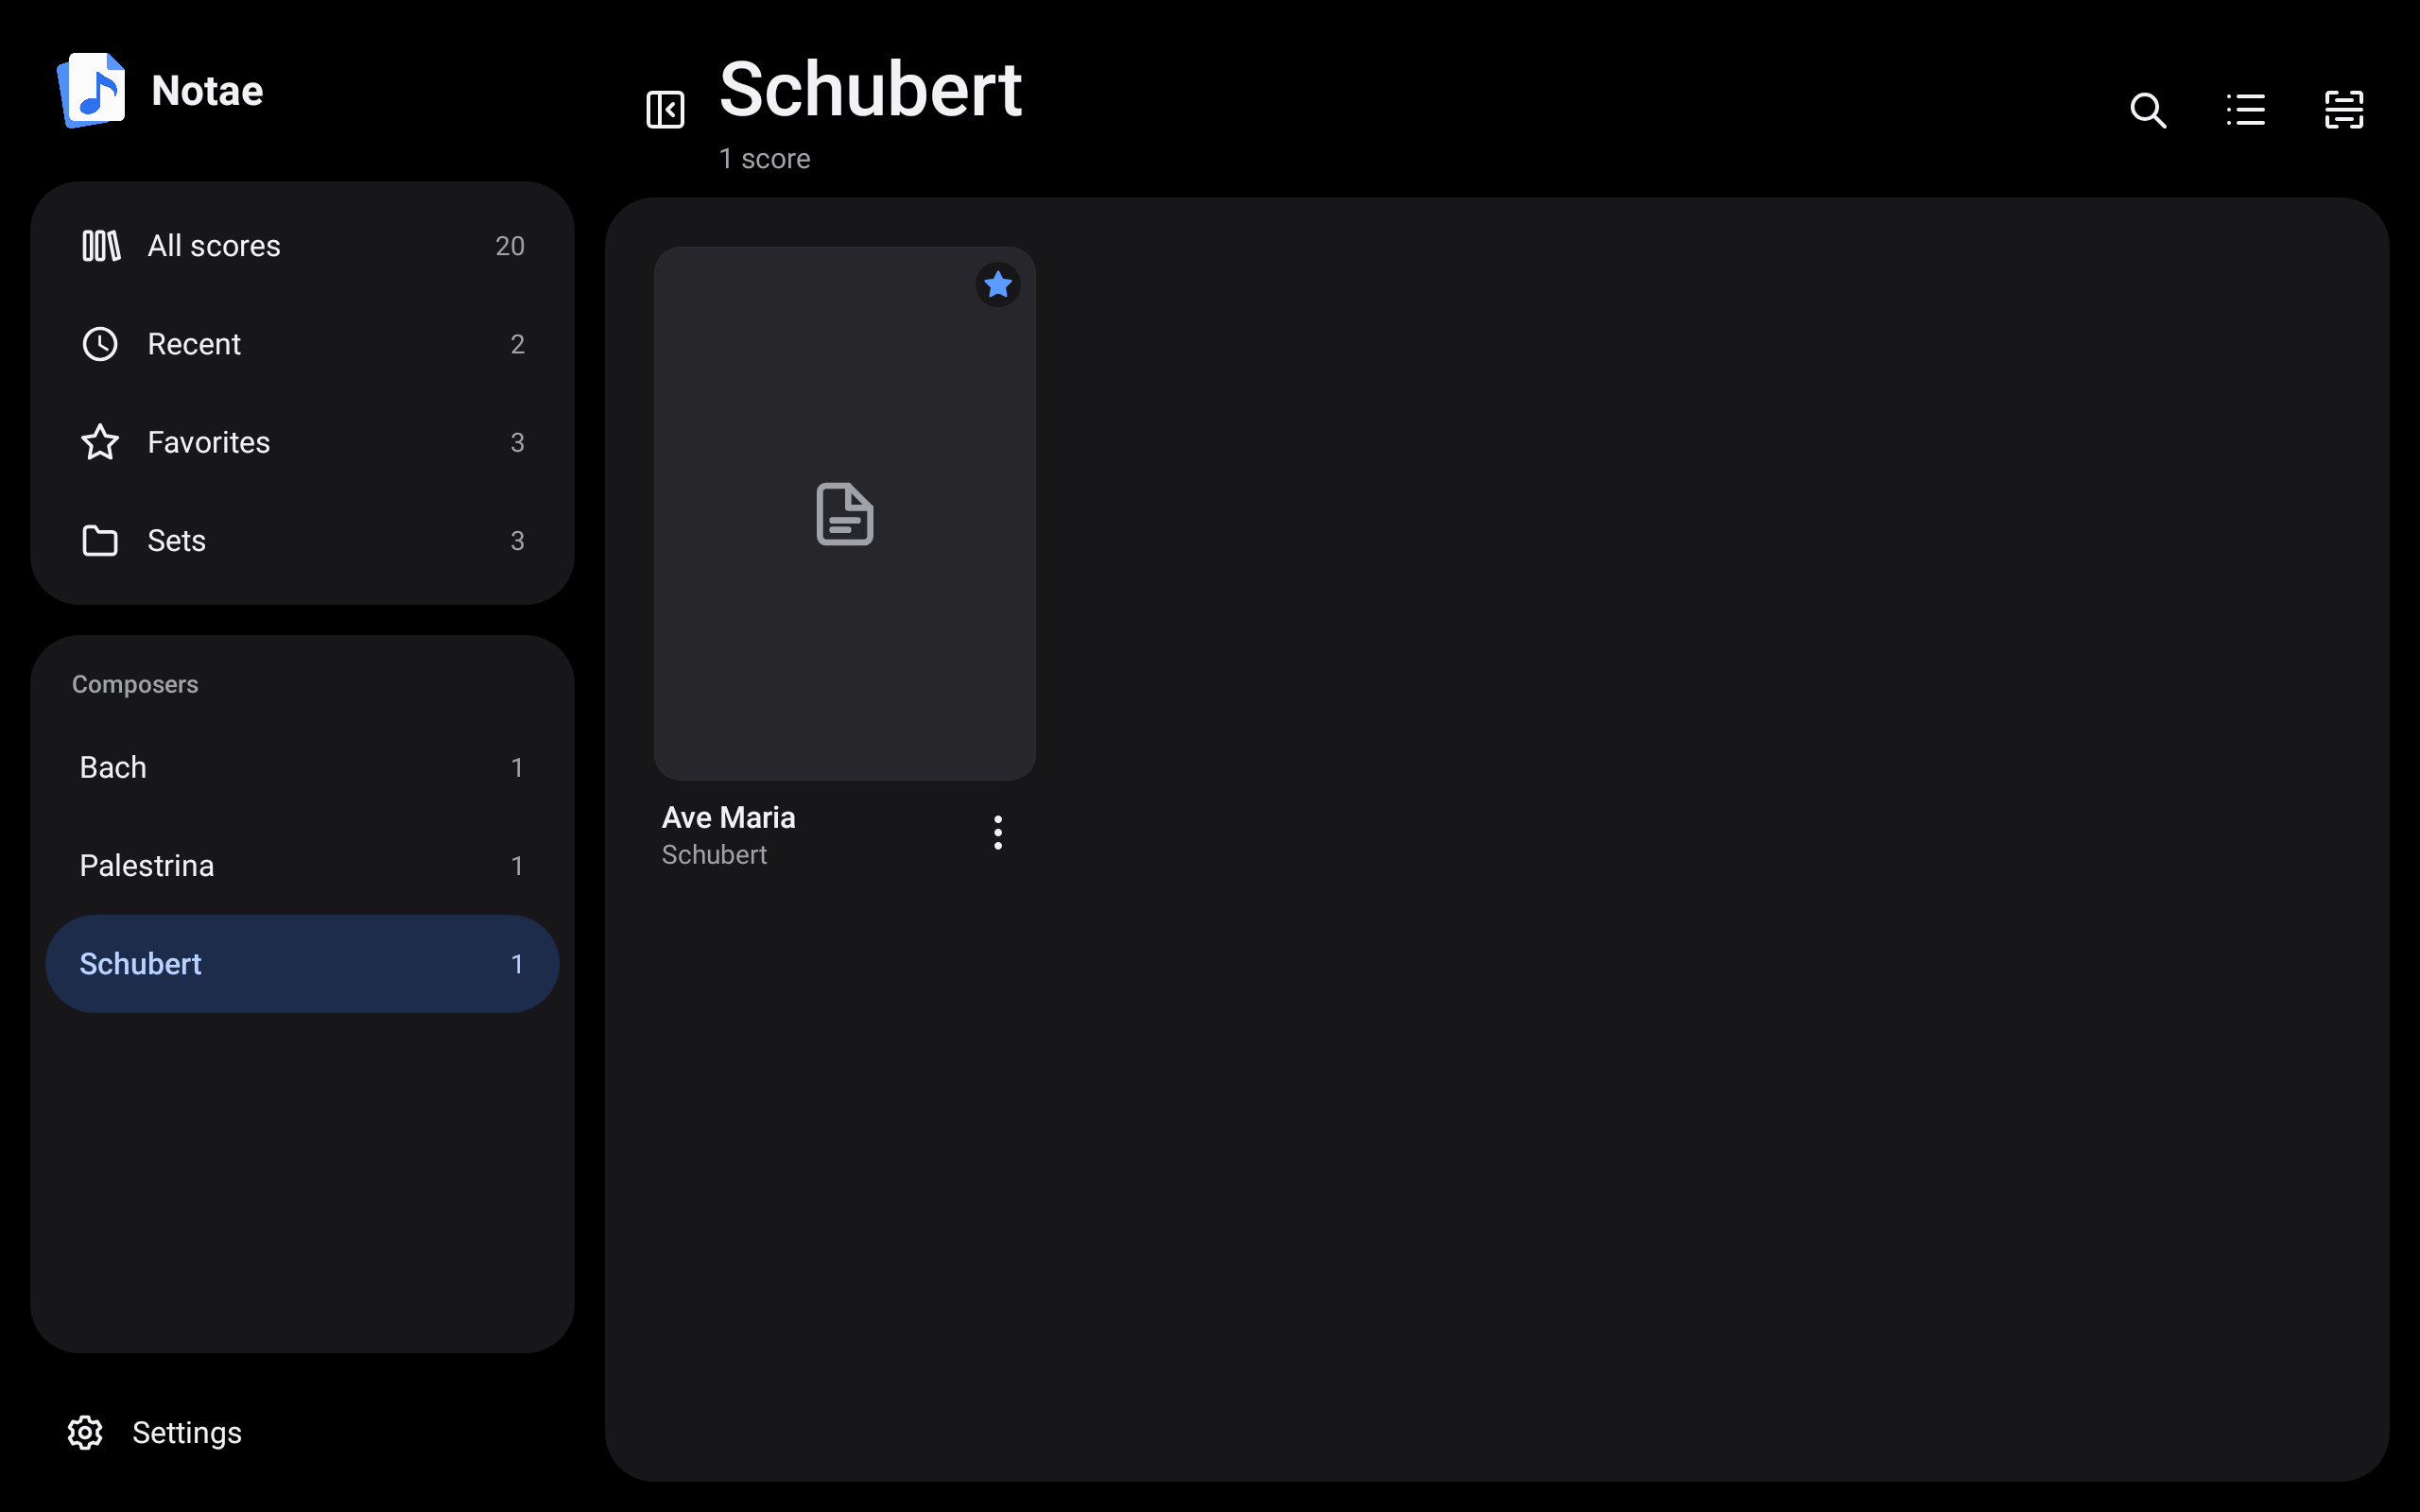 Notae
All scores 20
Recent 2
Favorites 3
Sets 3
Composers
Bach 1
Palestrina 1
Schubert 1
Settings
Schubert
1 score
Ave Maria
Schubert